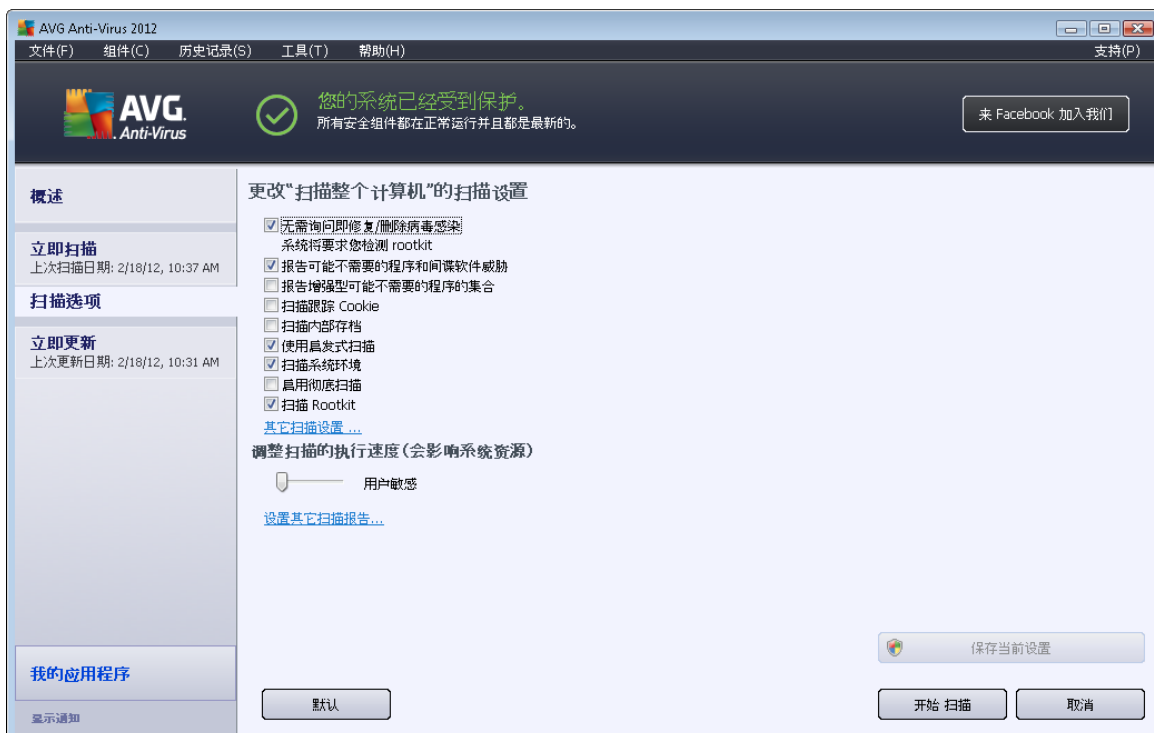 AVG Anti-Virus 2012
文件(F) 组件(C) 历史记录(S) 工具(T) 帮助(H) 支持(P)
AVG.
Anti-Virus
您的系统已经受到保护。
所有安全组件都在正常运行并且都是最新的。
来 Facebook 加入我们
概述
立即扫描
上次扫描日期: 2/18/12, 10:37 AM
扫描选项
立即更新
上次更新日期: 2/18/12, 10:31 AM
我的应用程序
显示通知
更改“扫描整个计算机”的扫描设置
无需询问即修复/删除病毒感染
系统将要求您检测 rootkit
报告可能不需要的程序和间谍软件威胁
报告增强型可能不需要的程序的集合
扫描跟踪 Cookie
扫描内部存档
使用启发式扫描
扫描系统环境
启用彻底扫描
扫描 Rootkit
其它扫描设置 ...
调整扫描的执行速度(会影响系统资源)
用户敏感
设置其它扫描报告...
保存当前设置
默认
开始 扫描
取消